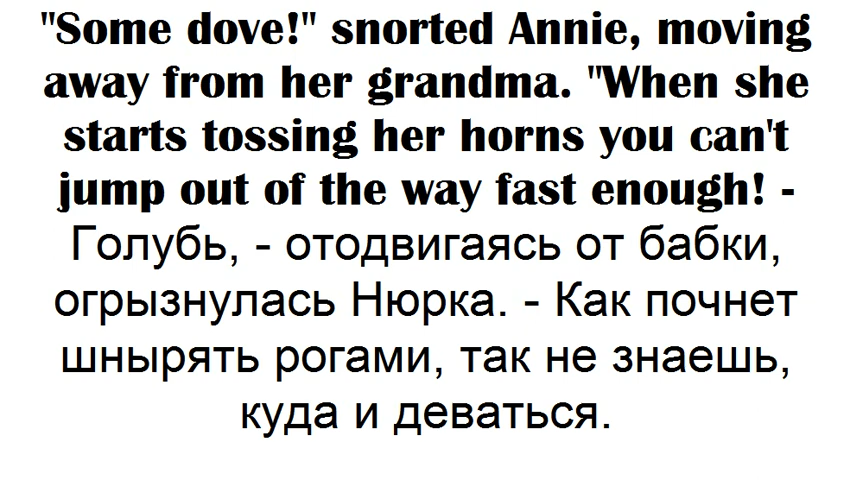 "Some dove!" snorted Annie, moving
away from her grandma. "When she
starts tossing her horns you can't
jump out of the way fast enough! -
Голубь, - отодвигаясь от бабки,
огрызнулась Нюрка. - Как почнет
шнырять рогами, так не знаешь,
куда и деваться.